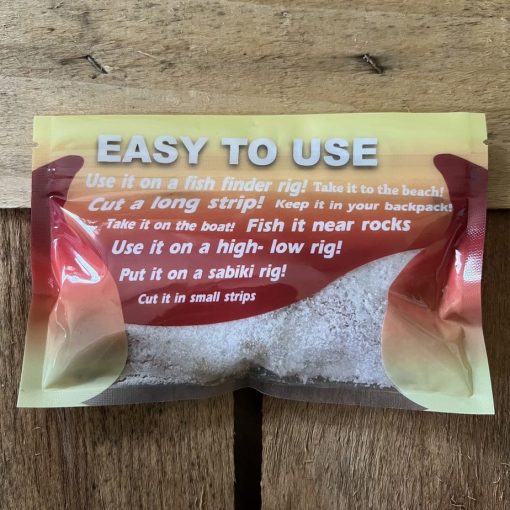 EASY TO USE
Use it on a fish finder rig! Take it to the beach!
Cut a long strip! Keep it in your backpack!
Take it on the boat! Fish it near rocks
Use it on a high- low rig!
Put it on a sabiki rig!
Cut it in small strips